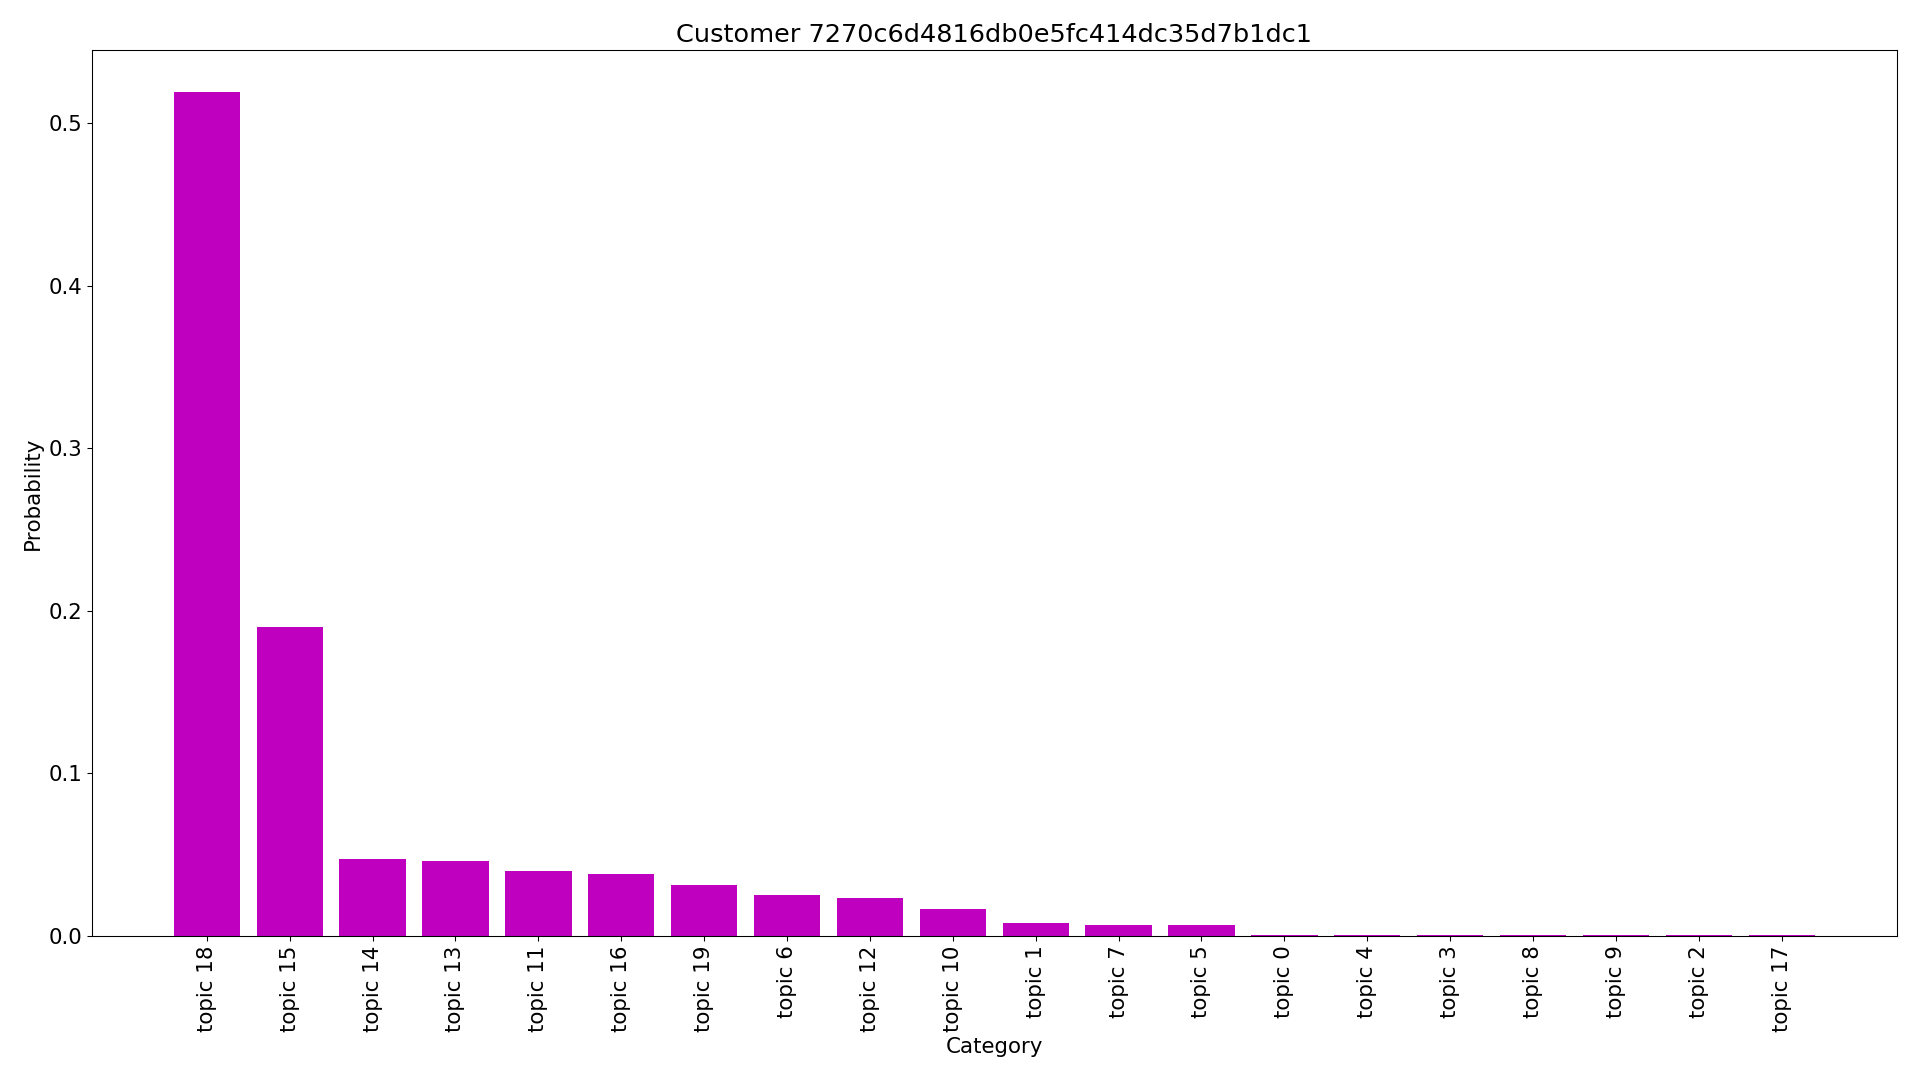 Customer 7270c6d4816db0e5fc414dc35d7b1dc1
Probability
0.5
0.4
0.3
0.2
0.1
0.0
topic 18
topic 15
topic 14
topic 13
topic 11
topic 16
topic 19
topic 6
topic 12
topic 10
topic 1
topic 7
topic 5
topic 0
topic 4
topic 3
topic 8
topic 9
topic 2
topic 17
Category